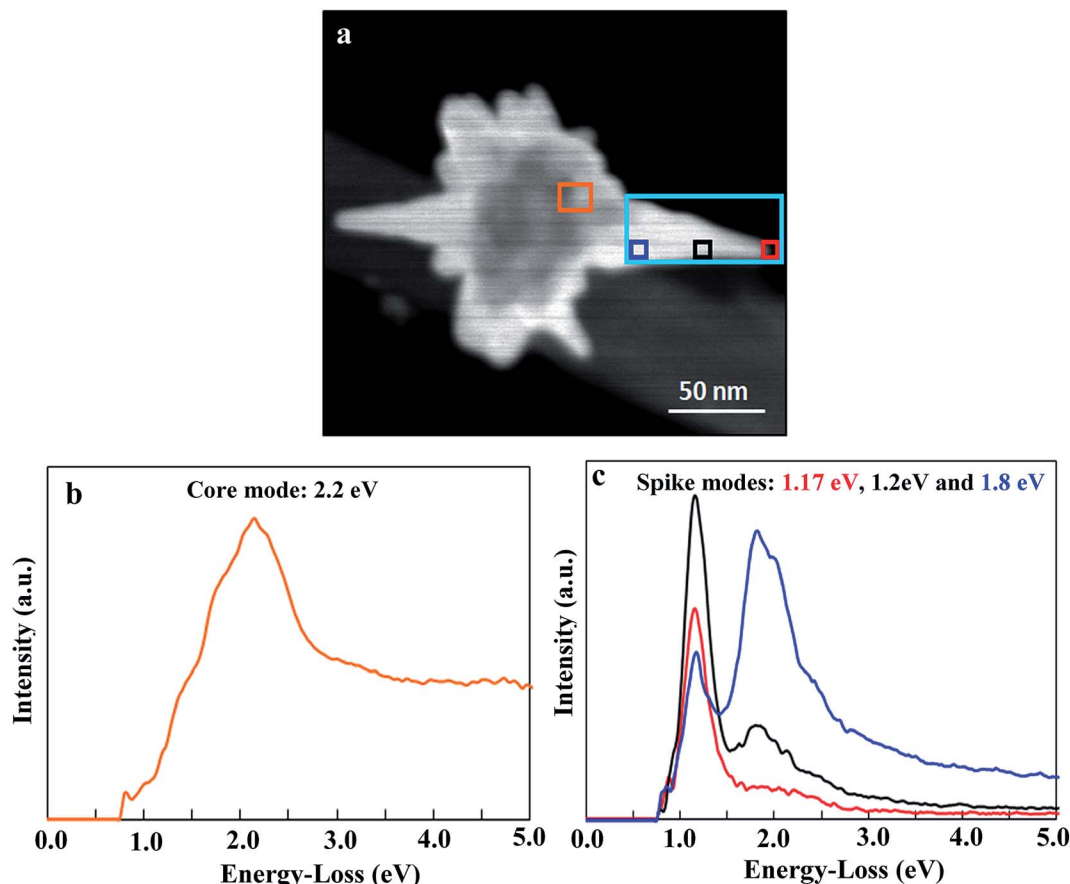 a
50 nm
b
Core mode: 2.2 eV
Intensity (a.u.)
0.0 1.0 2.0 3.0 4.0 5.0
Energy-Loss (eV)
c
Spike modes: 1.17 eV, 1.2eV and 1.8 eV
Intensity (a.u.)
0.0 1.0 2.0 3.0 4.0 5.0
Energy-Loss (eV)